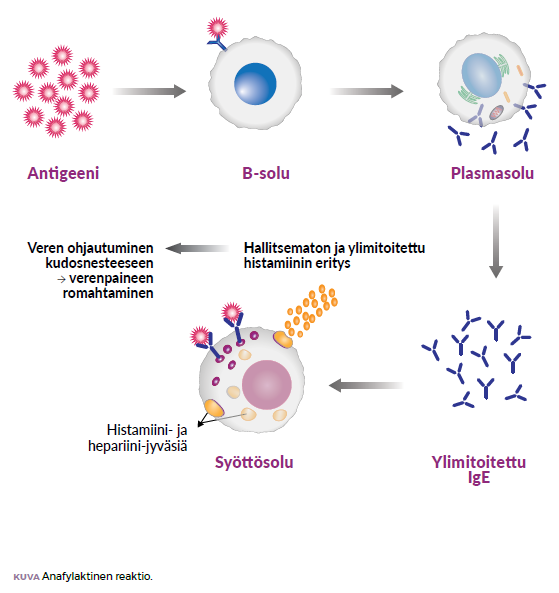 Antigeeni
B-solu
Plasmasolu
Veren ohjautuminen
kudosnesteeseen
→ verenpaineen
romahtaminen
Hallitsematon ja ylimitoitettu
histamiinin eritys
Histamiini- ja
hepariini-jyväsiä
Syöttösolu
Ylimitoitettu
IgE
KUVA Anafylaktinen reaktio.